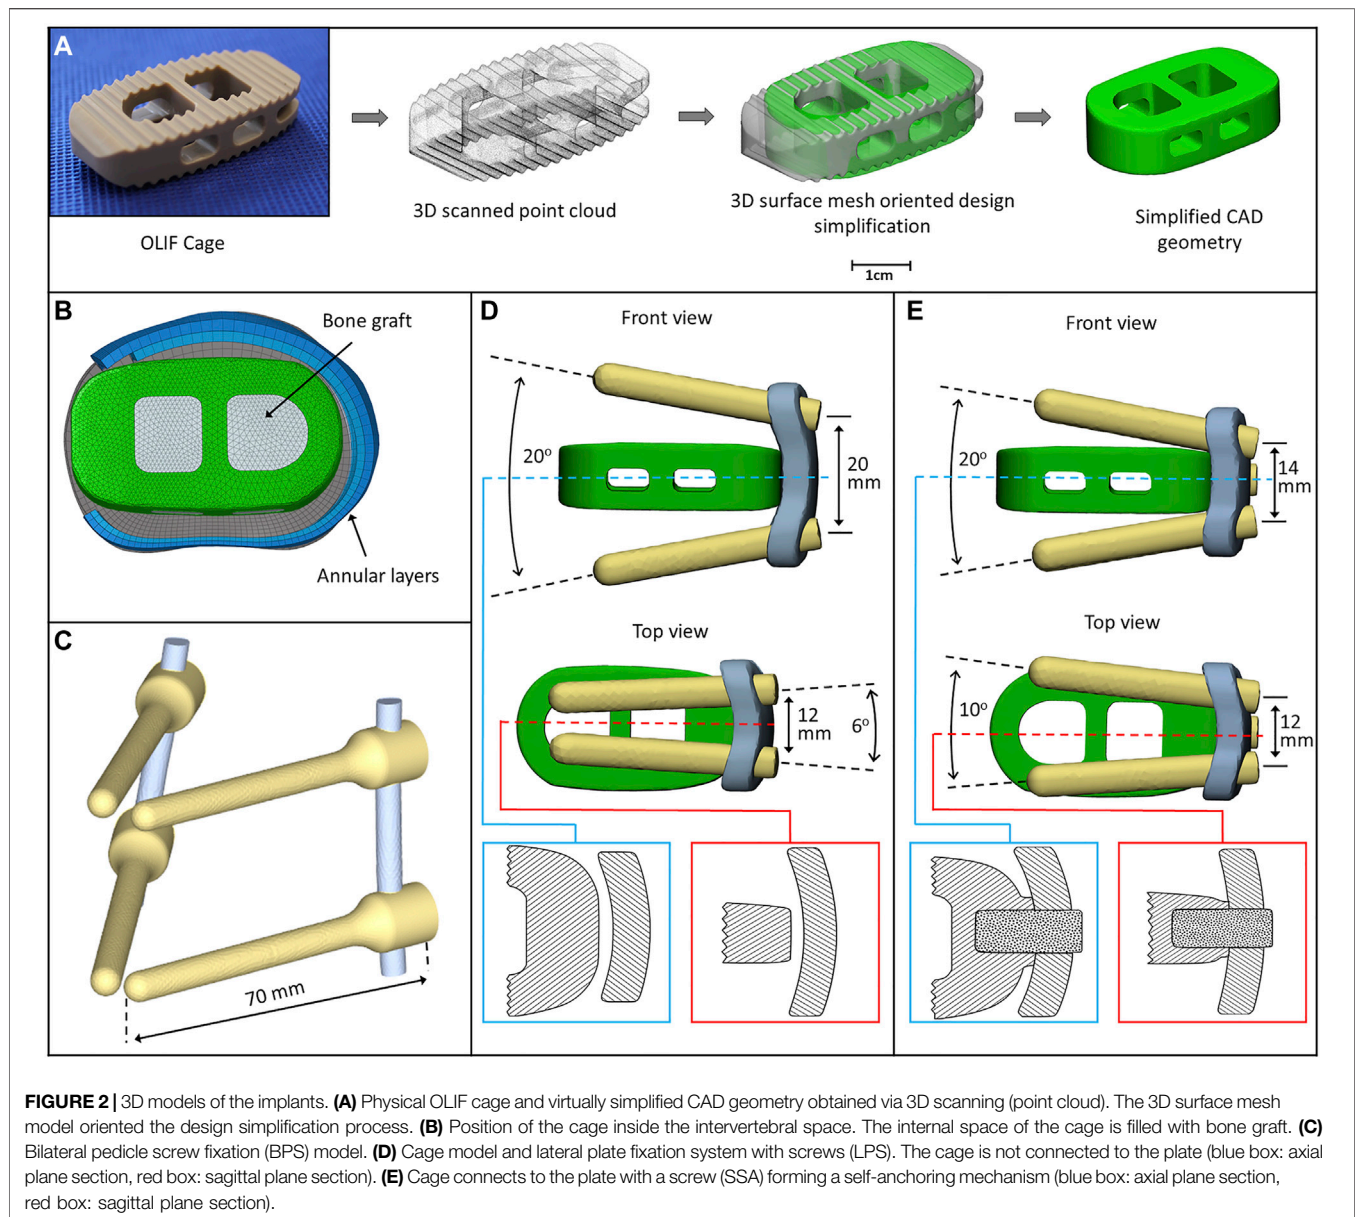 A
OLIF Cage
3D scanned point cloud
3D surface mesh oriented design
simplification
1cm
Simplified CAD
geometry
B
Bone graft
Annular layers
C
70 mm
D
Front view
20°
20
mm
Top view
12
mm
6°
E
Front view
20°
14
mm
Top view
10°
12
mm
FIGURE 2 | 3D models of the implants. (A) Physical OLIF cage and virtually simplified CAD geometry obtained via 3D scanning (point cloud). The 3D surface mesh
model oriented the design simplification process. (B) Position of the cage inside the intervertebral space. The internal space of the cage is filled with bone graft. (C)
Bilateral pedicle screw fixation (BPS) model. (D) Cage model and lateral plate fixation system with screws (LPS). The cage is not connected to the plate (blue box: axial
plane section, red box: sagittal plane section). (E) Cage connects to the plate with a screw (SSA) forming a self-anchoring mechanism (blue box: axial plane section,
red box: sagittal plane section).